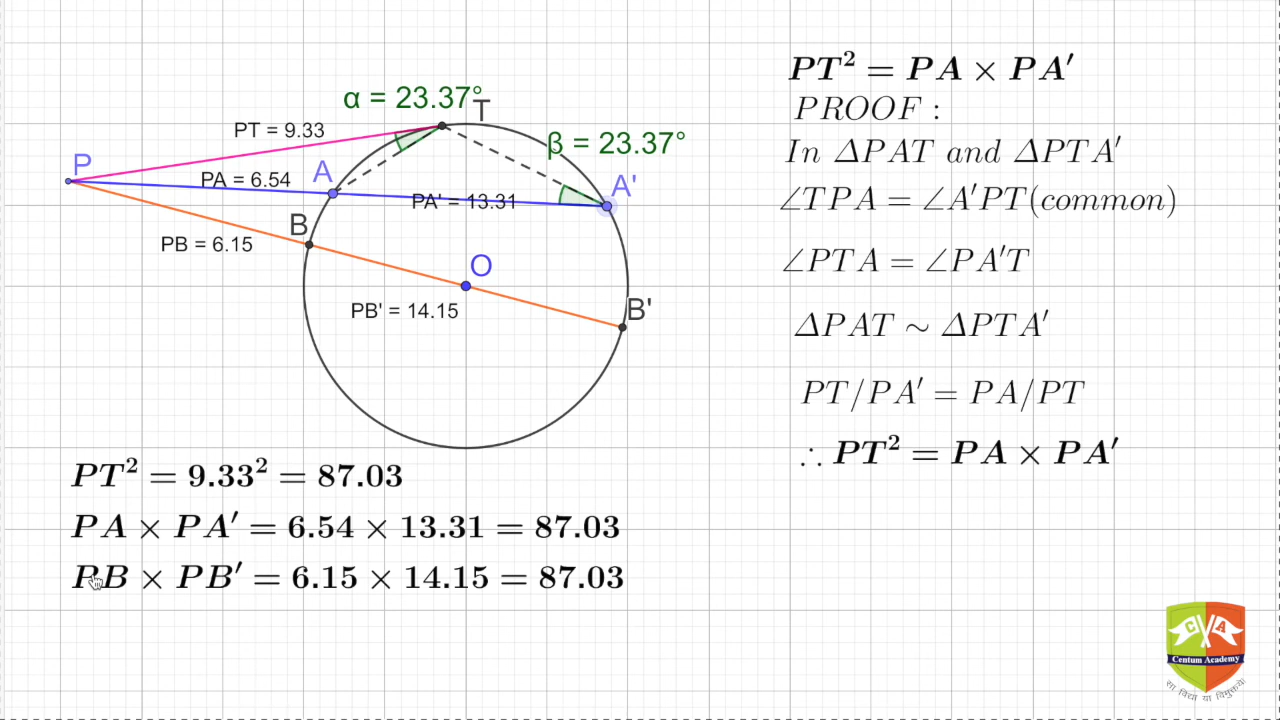 α = 23.37°
T
PT = 9.33
β = 23.37°
P
A
PA = 6.54
A'
PA' = 13.31
B
PB = 6.15
O
PB' = 14.15
B'
PT² = 9.33² = 87.03
PA × PA′ = 6.54 × 13.31 = 87.03
PB × PB′ = 6.15 × 14.15 = 87.03
PT² = PA × PA′
PROOF :
In ΔPAT and ΔPTA′
∠TPA = ∠A′PT(common)
∠PTA = ∠PA′T
ΔPAT ∼ ΔPTA′
PT/PA′ = PA/PT
∴ PT² = PA × PA′
C A
Centum Academy
सा विद्या या विमुक्तये